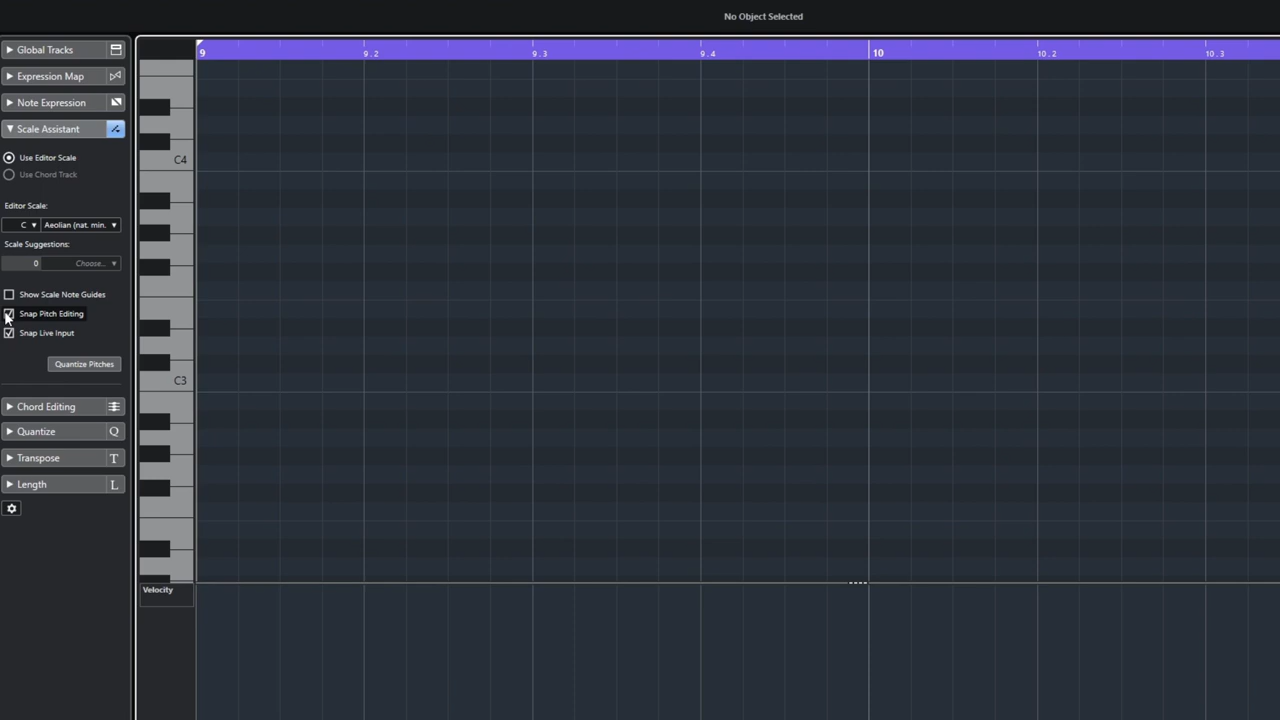 No Object Selected
Global Tracks
Expression Map
Note Expression
Scale Assistant
Use Editor Scale
Use Chord Track
Editor Scale:
C Aeolian (nat. min.
Scale Suggestions:
0 Choose...
Show Scale Note Guides
Snap Pitch Editing
Snap Live Input
Quantize Pitches
Chord Editing
Quantize Q
Transpose T
Length L
9 9.2 9.3 9.4 10 10.2 10.3
C4
C3
Velocity